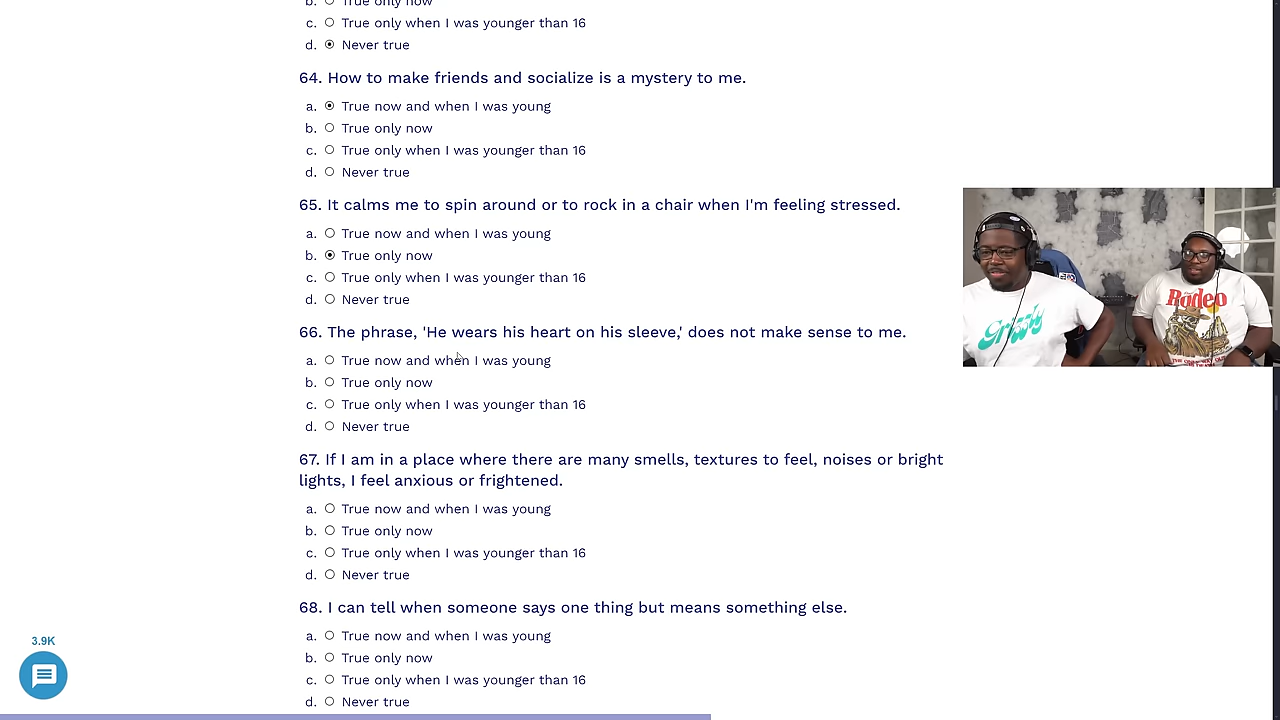 b. True only now
c. True only when I was younger than 16
d. Never true
64. How to make friends and socialize is a mystery to me.
a. True now and when I was young
b. True only now
c. True only when I was younger than 16
d. Never true
65. It calms me to spin around or to rock in a chair when I'm feeling stressed.
a. True now and when I was young
b. True only now
c. True only when I was younger than 16
d. Never true
66. The phrase, 'He wears his heart on his sleeve,' does not make sense to me.
a. True now and when I was young
b. True only now
c. True only when I was younger than 16
d. Never true
67. If I am in a place where there are many smells, textures to feel, noises or bright
lights, I feel anxious or frightened.
a. True now and when I was young
b. True only now
c. True only when I was younger than 16
d. Never true
68. I can tell when someone says one thing but means something else.
a. True now and when I was young
b. True only now
c. True only when I was younger than 16
d. Never true
3.9K
Rodeo